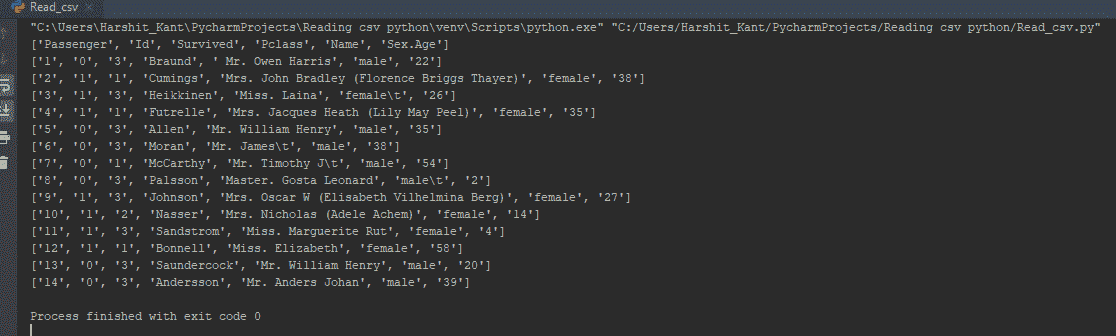 Read_csv
"C:\Users\Harshit_Kant\PycharmProjects\Reading csv python\venv\Scripts\python.exe" "C:/Users/Harshit_Kant/PycharmProjects/Reading csv python/Read_csv.py"
['Passenger', 'Id', 'Survived', 'Pclass', 'Name', 'Sex.Age']
['1', '0', '3', 'Braund', ' Mr. Owen Harris', 'male', '22']
['2', '1', '1', 'Cumings', 'Mrs. John Bradley (Florence Briggs Thayer)', 'female', '38']
['3', '1', '3', 'Heikkinen', 'Miss. Laina', 'female\t', '26']
['4', '1', '1', 'Futrelle', 'Mrs. Jacques Heath (Lily May Peel)', 'female', '35']
['5', '0', '3', 'Allen', 'Mr. William Henry', 'male', '35']
['6', '0', '3', 'Moran', 'Mr. James\t', 'male', '38']
['7', '0', '1', 'McCarthy', 'Mr. Timothy J\t', 'male', '54']
['8', '0', '3', 'Palsson', 'Master. Gosta Leonard', 'male\t', '2']
['9', '1', '3', 'Johnson', 'Mrs. Oscar W (Elisabeth Vilhelmina Berg)', 'female', '27']
['10', '1', '2', 'Nasser', 'Mrs. Nicholas (Adele Achem)', 'female', '14']
['11', '1', '3', 'Sandstrom', 'Miss. Marguerite Rut', 'female', '4']
['12', '1', '1', 'Bonnell', 'Miss. Elizabeth', 'female', '58']
['13', '0', '3', 'Saundercock', 'Mr. William Henry', 'male', '20']
['14', '0', '3', 'Andersson', 'Mr. Anders Johan', 'male', '39']
Process finished with exit code 0